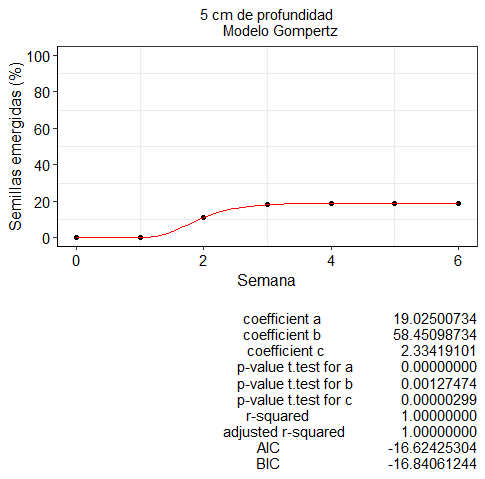 5 cm de profundidad
Modelo Gompertz
100
80
60
40
20
0
Semillas emergidas (%)
0 2 4 6
Semana
coefficient a 19.02500734
coefficient b 58.45098734
coefficient c 2.33419101
p-value t.test for a 0.00000000
p-value t.test for b 0.00127474
p-value t.test for c 0.00000299
r-squared 1.00000000
adjusted r-squared 1.00000000
AIC -16.62425304
BIC -16.84061244